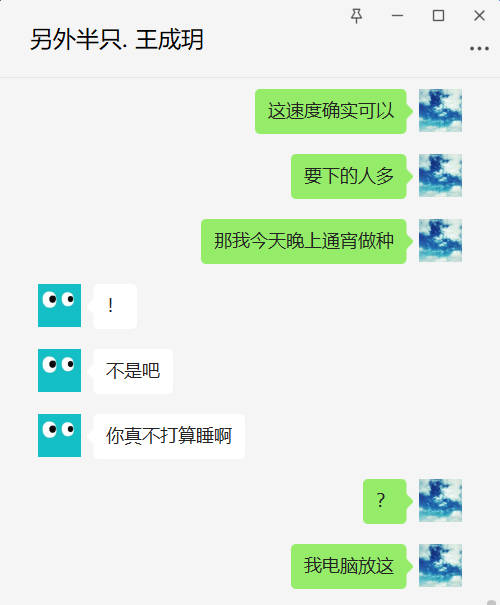 另外半只. 王成玥
这速度确实可以
要下的人多
那我今天晚上通宵做种
！
不是吧
你真不打算睡啊
？
我电脑放这